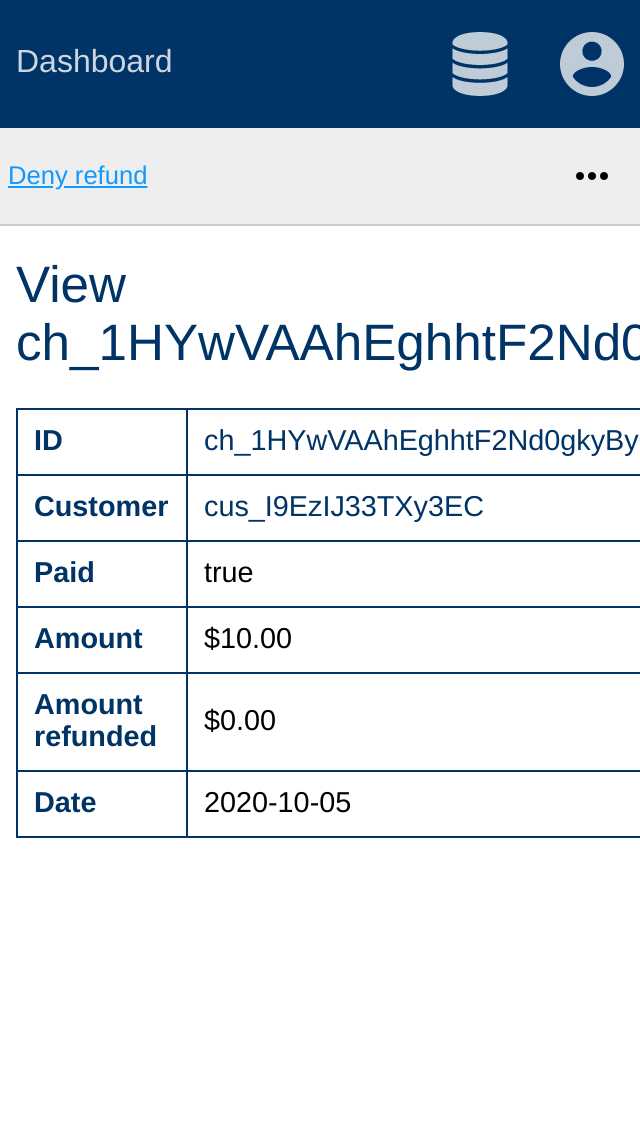 Dashboard
Deny refund
View
ch_1HYwVAAhEghhtF2Nd0
ID ch_1HYwVAAhEghhtF2Nd0gkyBy
Customer cus_I9EzIJ33TXy3EC
Paid true
Amount $10.00
Amount
refunded $0.00
Date 2020-10-05